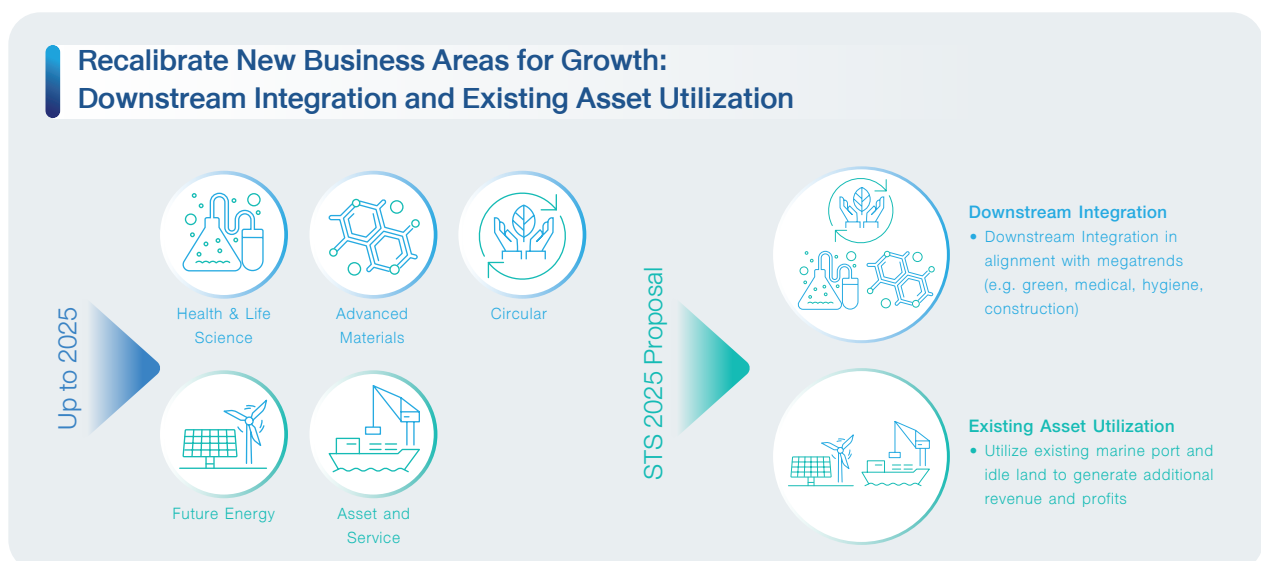 Recalibrate New Business Areas for Growth:
Downstream Integration and Existing Asset Utilization
Up to 2025
Health & Life
Science
Advanced
Materials
Circular
Future Energy
Asset and
Service
STS 2025 Proposal
Downstream Integration
• Downstream Integration in
alignment with megatrends
(e.g. green, medical, hygiene,
construction)
Existing Asset Utilization
• Utilize existing marine port and
idle land to generate additional
revenue and profits